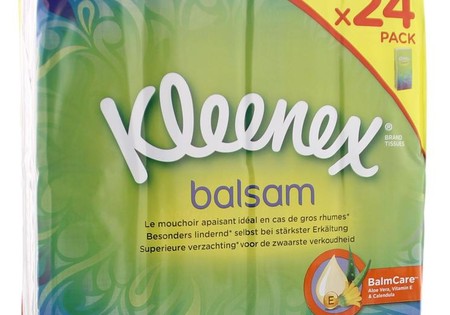 x24
PACK
Kleenex®
BRAND
TISSUES
balsam
Le mouchoir apaisant idéal en cas de gros rhumes*
Besonders lindernd* selbst bei stärkster Erkältung
Superieure verzachting* voor de zwaarste verkoudheid
E
BalmCare™
Aloe Vera, Vitamin E
& Calendula